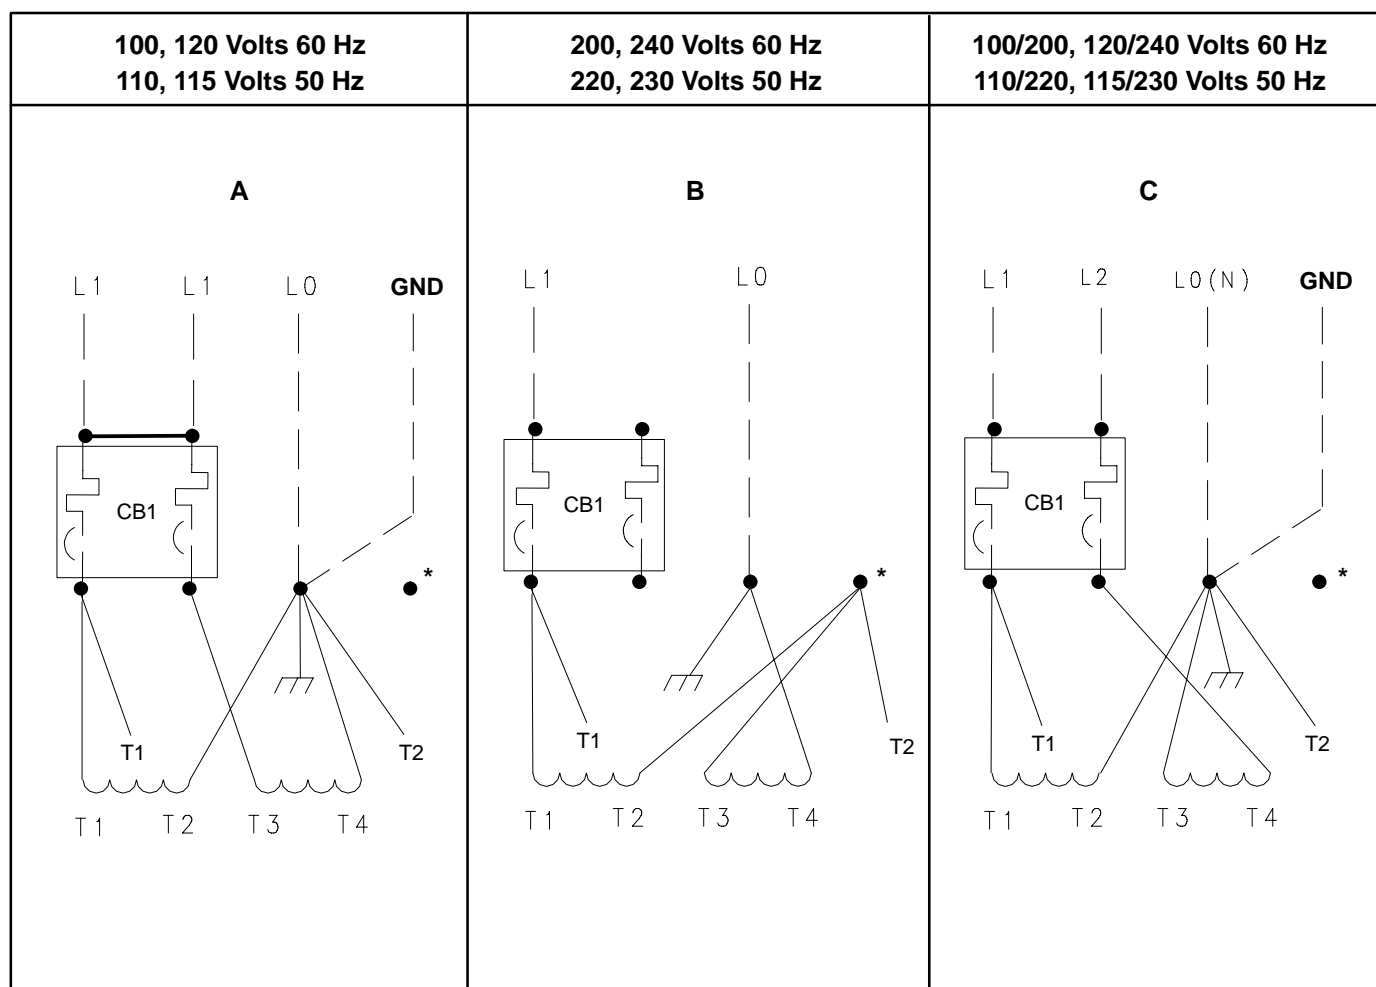 100, 120 Volts 60 Hz
110, 115 Volts 50 Hz
200, 240 Volts 60 Hz
220, 230 Volts 50 Hz
100/200, 120/240 Volts 60 Hz
110/220, 115/230 Volts 50 Hz
A
L1 L1 L0 GND
CB1
*
T1 T2
T1 T2 T3 T4
B
L1 L0
CB1
*
T1 T2
T1 T2 T3 T4
C
L1 L2 L0(N) GND
CB1
*
T1 T2
T1 T2 T3 T4